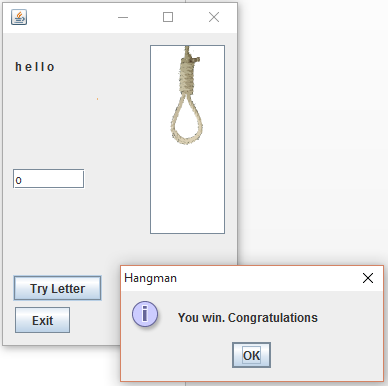 h e l l o
o
Try Letter
Exit
Hangman
i
You win. Congratulations
OK